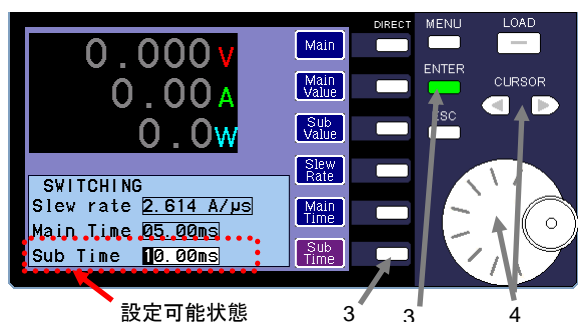 DIRECT
MENU
LOAD
0.000V
0.00A
0.0W
Main
Main
Value
Sub
Value
Slew
Rate
Main
Time
Sub
Time
ENTER
CURSOR
ESC
SWITCHING
Slew rate 2.614 A/μs
Main Time 05.00ms
Sub Time 10.00ms
設定可能状態
3
3
4